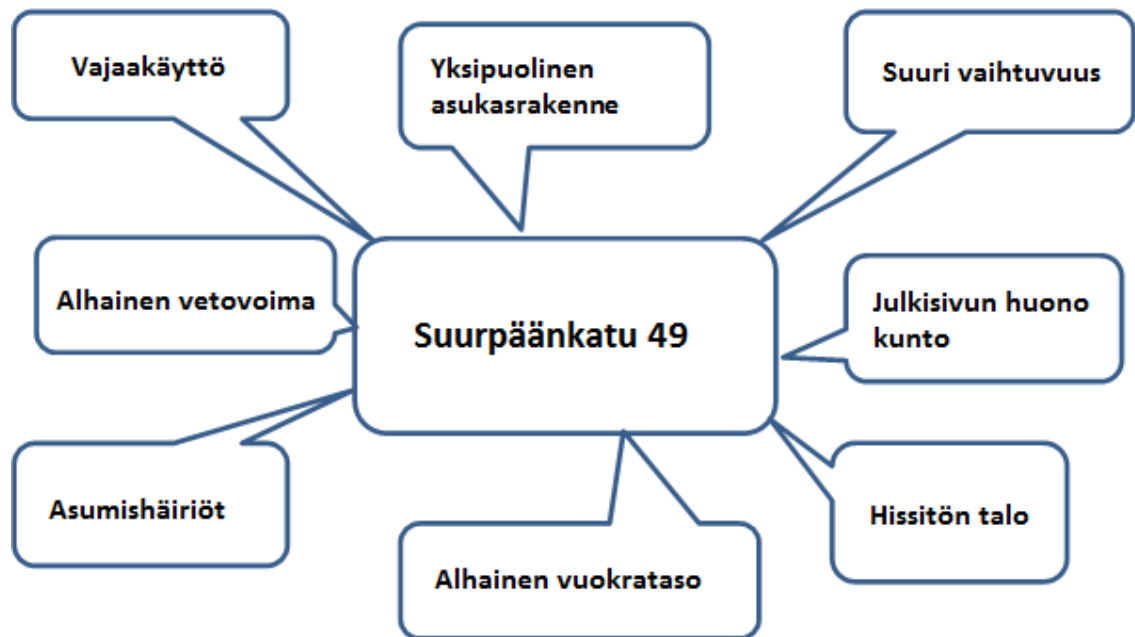 Vajaakäyttö
Yksipuolinen
asukasrakenne
Suuri vaihtuvuus
Alhainen vetovoima
Suurpäänkatu 49
Julkisivun huono
kunto
Asumishäiriöt
Alhainen vuokrataso
Hissitön talo